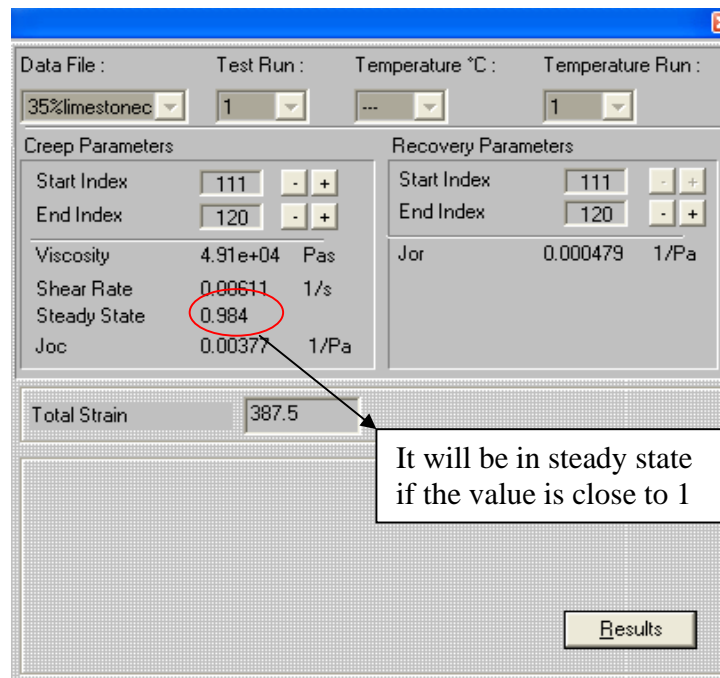 Data File : Test Run : Temperature °C : Temperature Run :
35%limestonec 1 --- 1
Creep Parameters Recovery Parameters
Start Index 111 - + Start Index 111 - +
End Index 120 - + End Index 120 - +
Viscosity 4.91e+04 Pas Jor 0.000479 1/Pa
Shear Rate 0.00611 1/s
Steady State 0.984
Joc 0.00377 1/Pa
Total Strain 387.5
It will be in steady state
if the value is close to 1
Results